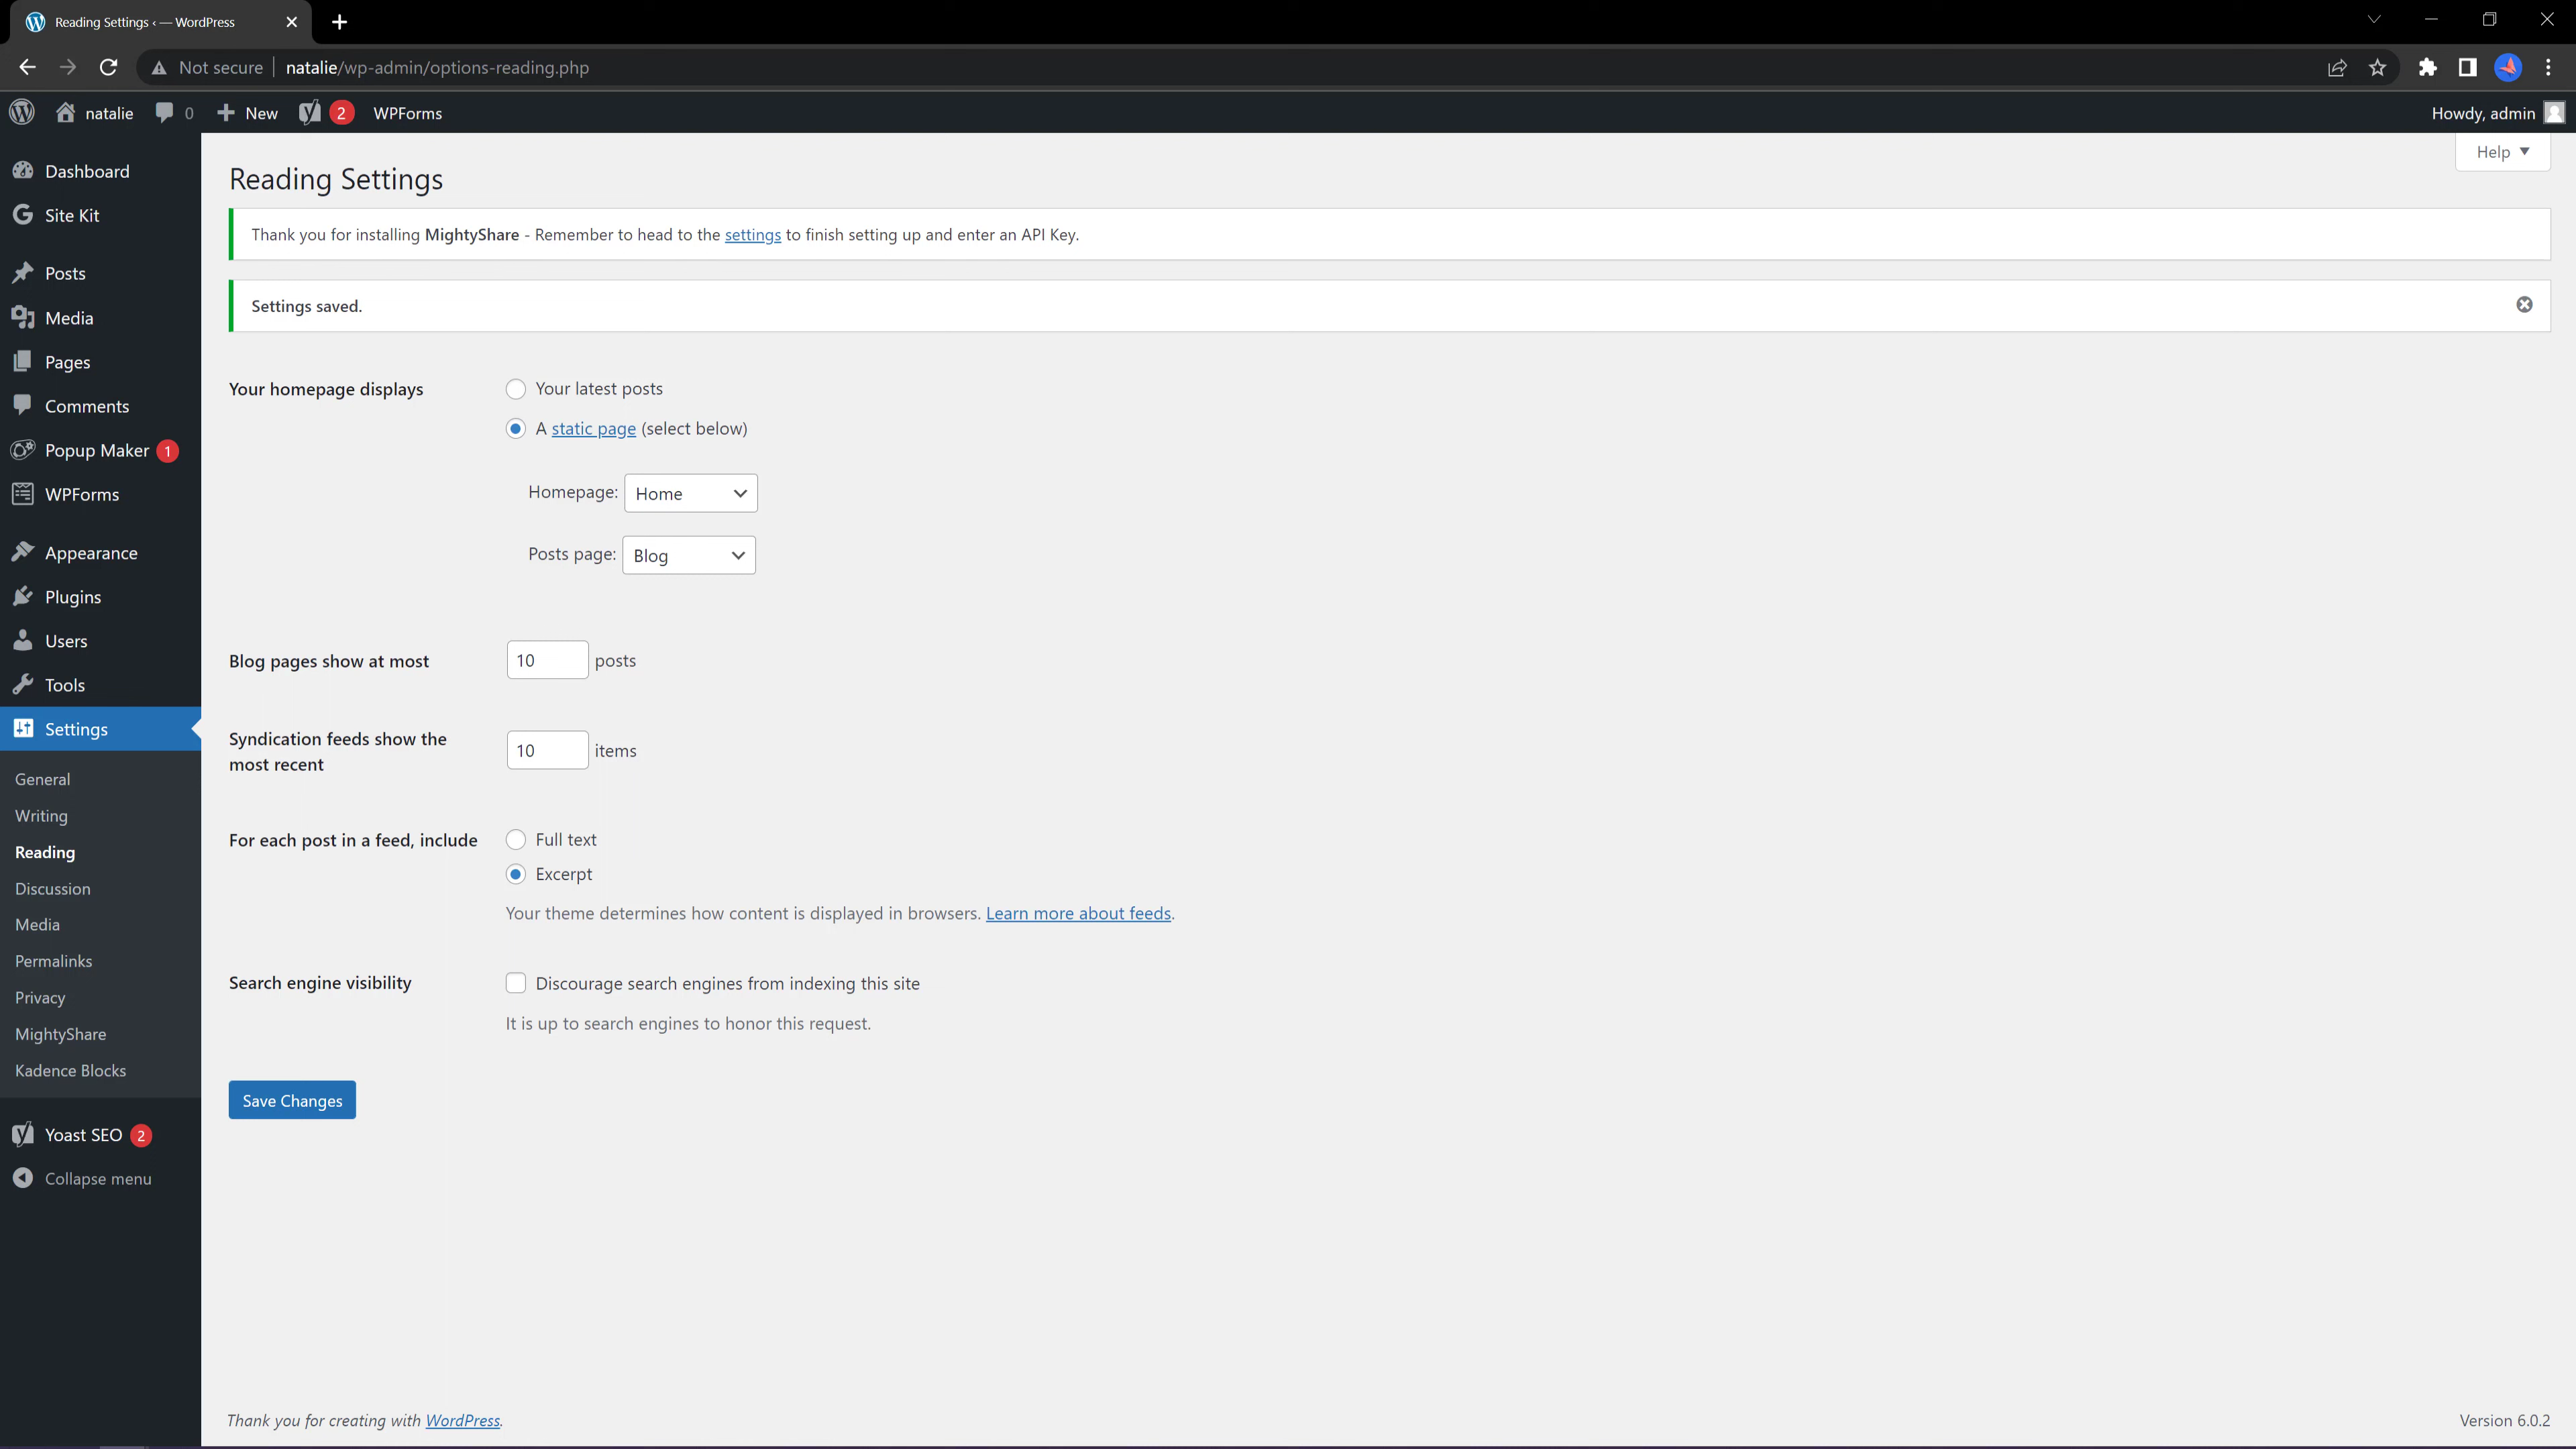 Reading Settings ‹ — WordPress
Not secure
natalie/wp-admin/options-reading.php
natalie
0
New
2
WPForms
Howdy, admin
Help
Dashboard
Site Kit
Posts
Media
Pages
Comments
Popup Maker 1
WPForms
Appearance
Plugins
Users
Tools
Settings
General
Writing
Reading
Discussion
Media
Permalinks
Privacy
MightyShare
Kadence Blocks
Yoast SEO 2
Collapse menu
Reading Settings
Thank you for installing MightyShare - Remember to head to the settings to finish setting up and enter an API Key.
Settings saved.
Your homepage displays
Your latest posts
A static page (select below)
Homepage: Home
Posts page: Blog
Blog pages show at most
10 posts
Syndication feeds show the
most recent
10 items
For each post in a feed, include
Full text
Excerpt
Your theme determines how content is displayed in browsers. Learn more about feeds.
Search engine visibility
Discourage search engines from indexing this site
It is up to search engines to honor this request.
Save Changes
Thank you for creating with WordPress.
Version 6.0.2